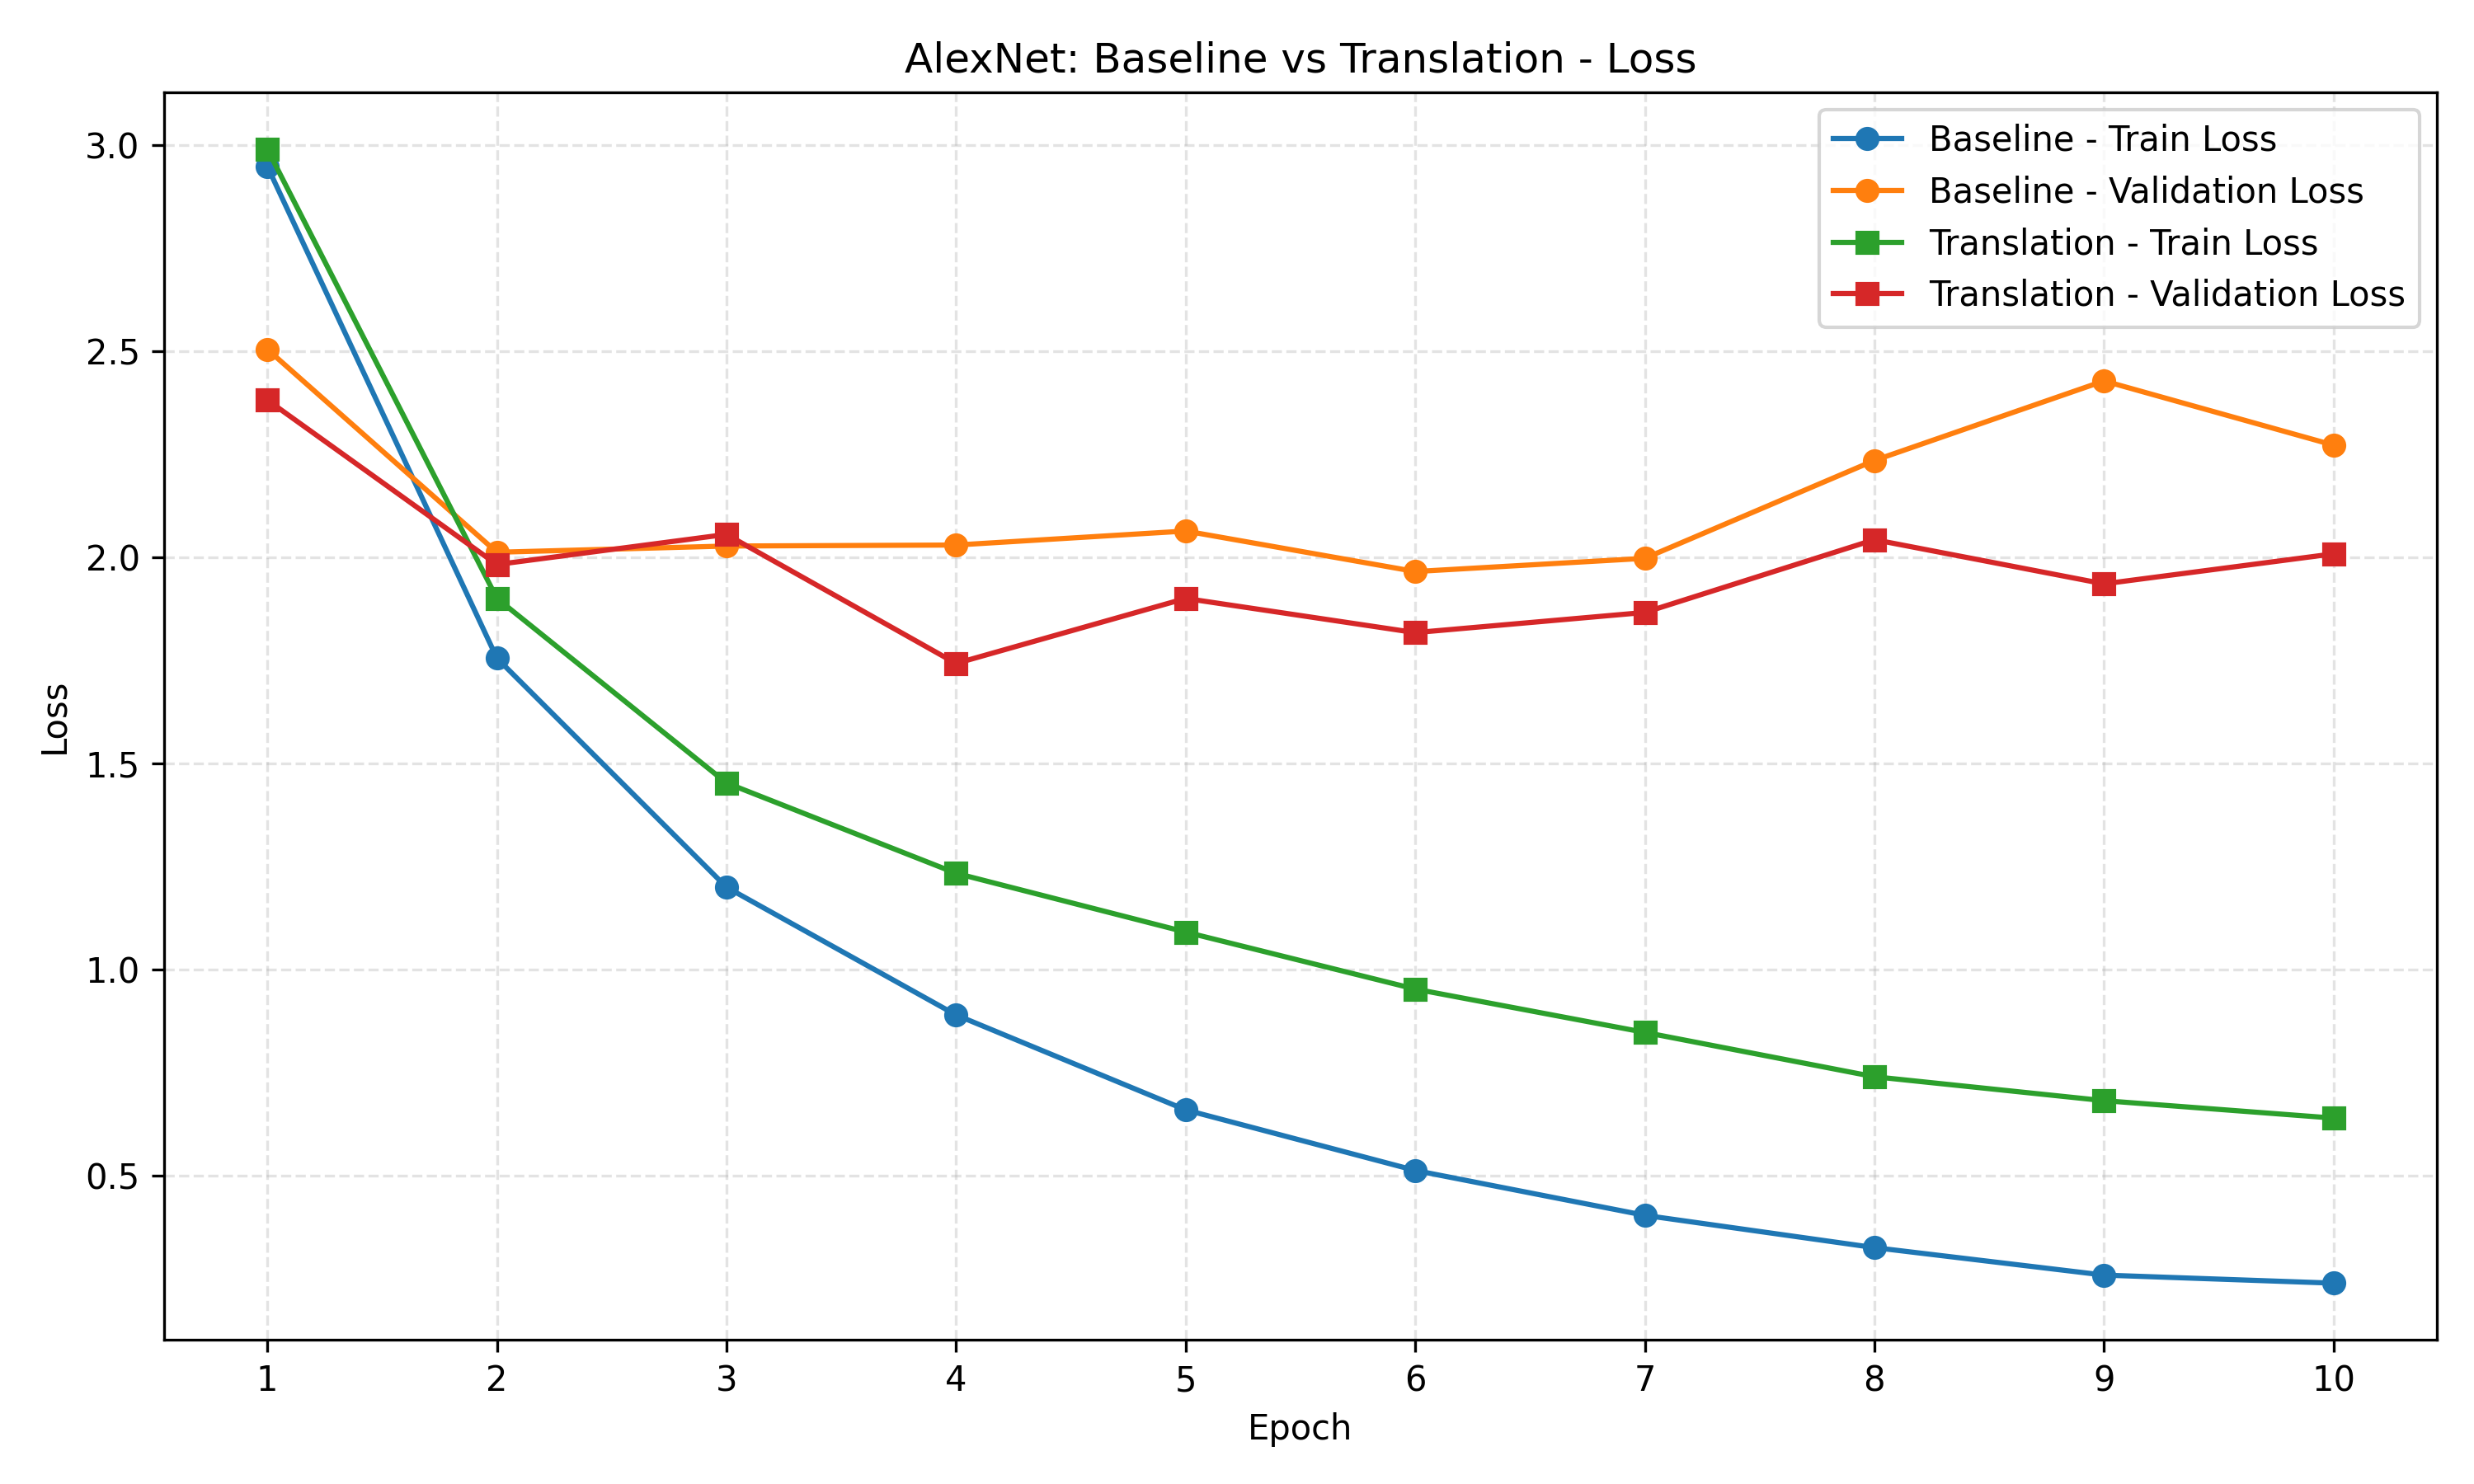 AlexNet: Baseline vs Translation - Loss
Baseline - Train Loss
Baseline - Validation Loss
Translation - Train Loss
Translation - Validation Loss
3.0
2.5
2.0
1.5
1.0
0.5
Loss
1 2 3 4 5 6 7 8 9 10
Epoch